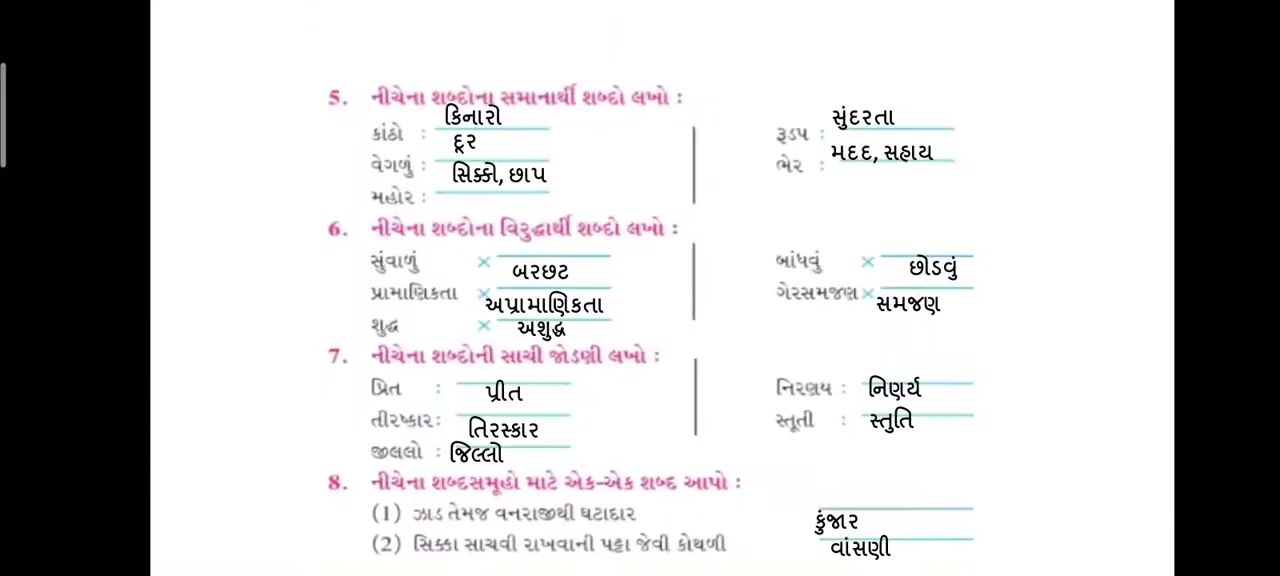 5. નીચેના શબ્દોના સમાનાર્થી શબ્દો લખો :
કાંઠો : કિનારો
રૂડપ : સુંદરતા
વેગળું : દૂર
ભેર : મદદ, સહાય
મહોર : સિક્કો, છાપ
6. નીચેના શબ્દોના વિરુદ્ધાર્થી શબ્દો લખો :
સુંવાળું × બરછટ
બાંધવું × છોડવું
પ્રામાણિકતા × અપ્રામાણિકતા
ગેરસમજણ × સમજણ
શુદ્ધ × અશુદ્ધ
7. નીચેના શબ્દોની સાચી જોડણી લખો :
પ્રિત : પ્રીત
નિરણય : નિણર્ય
તીરષ્કાર : તિરસ્કાર
સ્તૂતી : સ્તુતિ
જીલલો : જિલ્લો
8. નીચેના શબ્દસમૂહો માટે એક-એક શબ્દ આપો :
(1) ઝાડ તેમજ વનરાજીથી ઘટાદાર કુંજાર
(2) સિક્કા સાચવી રાખવાની પટ્ટા જેવી કોથળી વાંસણી